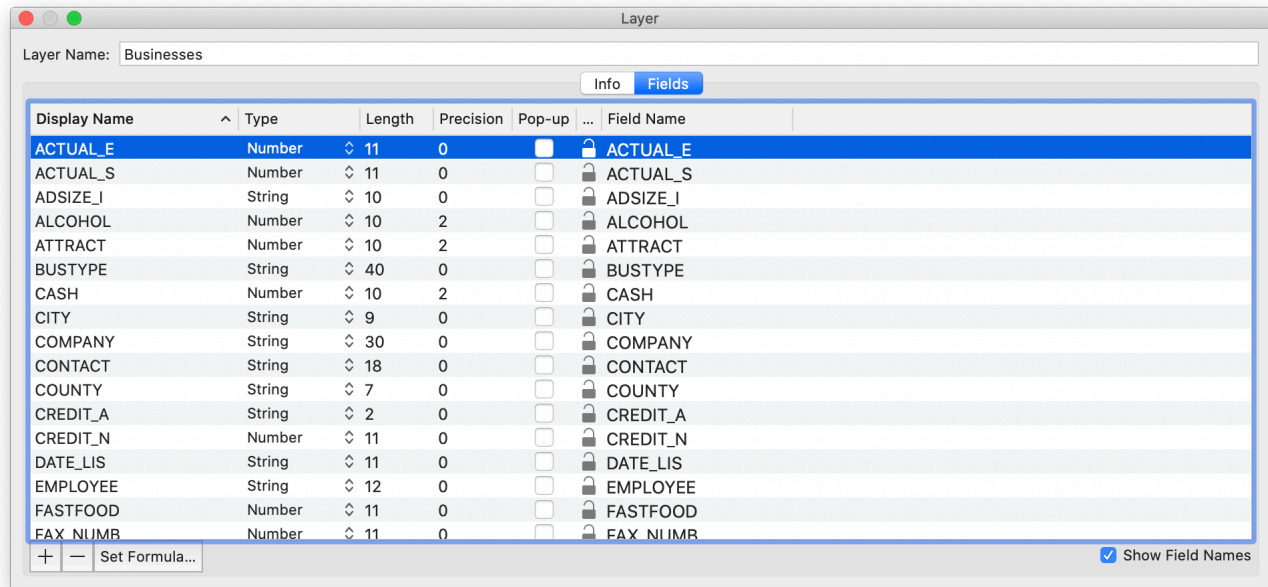 Layer
Layer Name: Businesses
Info Fields
Display Name Type Length Precision Pop-up ... Field Name
ACTUAL_E Number 11 0 ACTUAL_E
ACTUAL_S Number 11 0 ACTUAL_S
ADSIZE_I String 10 0 ADSIZE_I
ALCOHOL Number 10 2 ALCOHOL
ATTRACT Number 10 2 ATTRACT
BUSTYPE String 40 0 BUSTYPE
CASH Number 10 2 CASH
CITY String 9 0 CITY
COMPANY String 30 0 COMPANY
CONTACT String 18 0 CONTACT
COUNTY String 7 0 COUNTY
CREDIT_A String 2 0 CREDIT_A
CREDIT_N Number 11 0 CREDIT_N
DATE_LIS String 11 0 DATE_LIS
EMPLOYEE String 12 0 EMPLOYEE
FASTFOOD Number 11 0 FASTFOOD
FAX_NUMB Number 11 0 FAX_NUMB
+ − Set Formula... Show Field Names